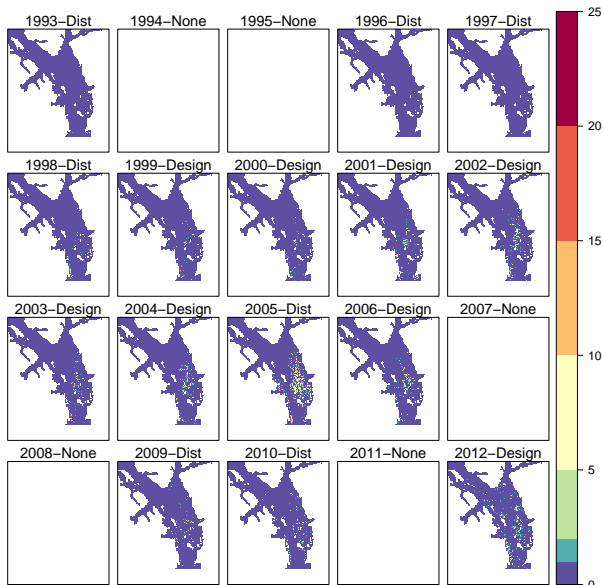 1993−Dist 1994−None 1995−None 1996−Dist 1997−Dist
1998−Dist 1999−Design 2000−Design 2001−Design 2002−Design
2003−Design 2004−Design 2005−Dist 2006−Design 2007−None
2008−None 2009−Dist 2010−Dist 2011−None 2012−Design
25
20
15
10
5
0